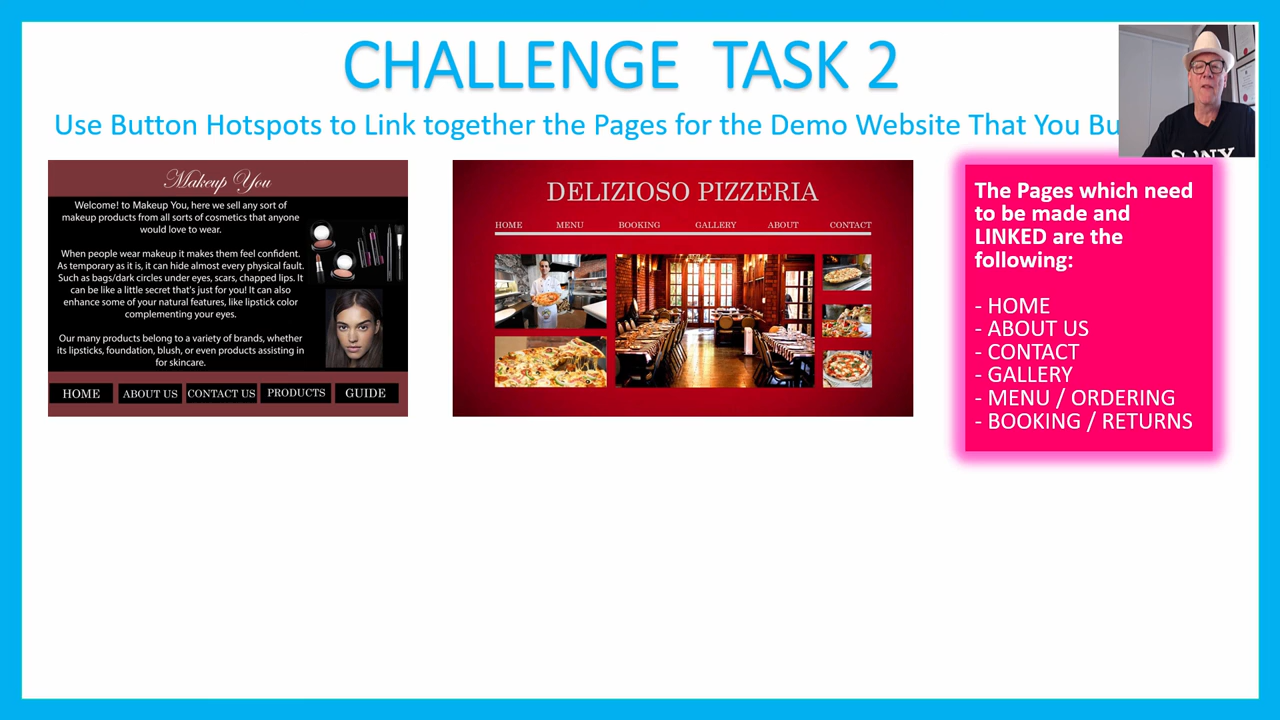 CHALLENGE TASK 2
Use Button Hotspots to Link together the Pages for the Demo Website That You Bu
Makeup You
Welcome! to Makeup You, here we sell any sort of
makeup products from all sorts of cosmetics that anyone
would love to wear.
When people wear makeup it makes them feel confident.
As temporary as it is, it can hide almost every physical fault.
Such as bags/dark circles under eyes, scars, chapped lips. It
can be like a little secret that's just for you! It can also
enhance some of your natural features, like lipstick color
complementing your eyes.
Our many products belong to a variety of brands, whether
its lipsticks, foundation, blush, or even products assisting in
for skincare.
HOME ABOUT US CONTACT US PRODUCTS GUIDE
DELIZIOSO PIZZERIA
HOME MENU BOOKING GALLERY ABOUT CONTACT
The Pages which need
to be made and
LINKED are the
following:
- HOME
- ABOUT US
- CONTACT
- GALLERY
- MENU / ORDERING
- BOOKING / RETURNS